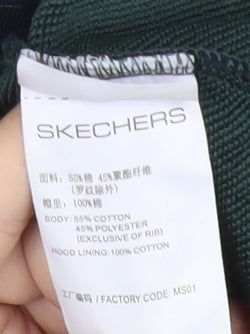 SKECHERS
面料: 55%棉 45%聚酯纤维
(罗纹除外)
帽里: 100%棉
BODY: 55% COTTON
45% POLYESTER
(EXCLUSIVE OF RIB)
HOOD LINING: 100% COTTON
工厂编码 / FACTORY CODE: MS01